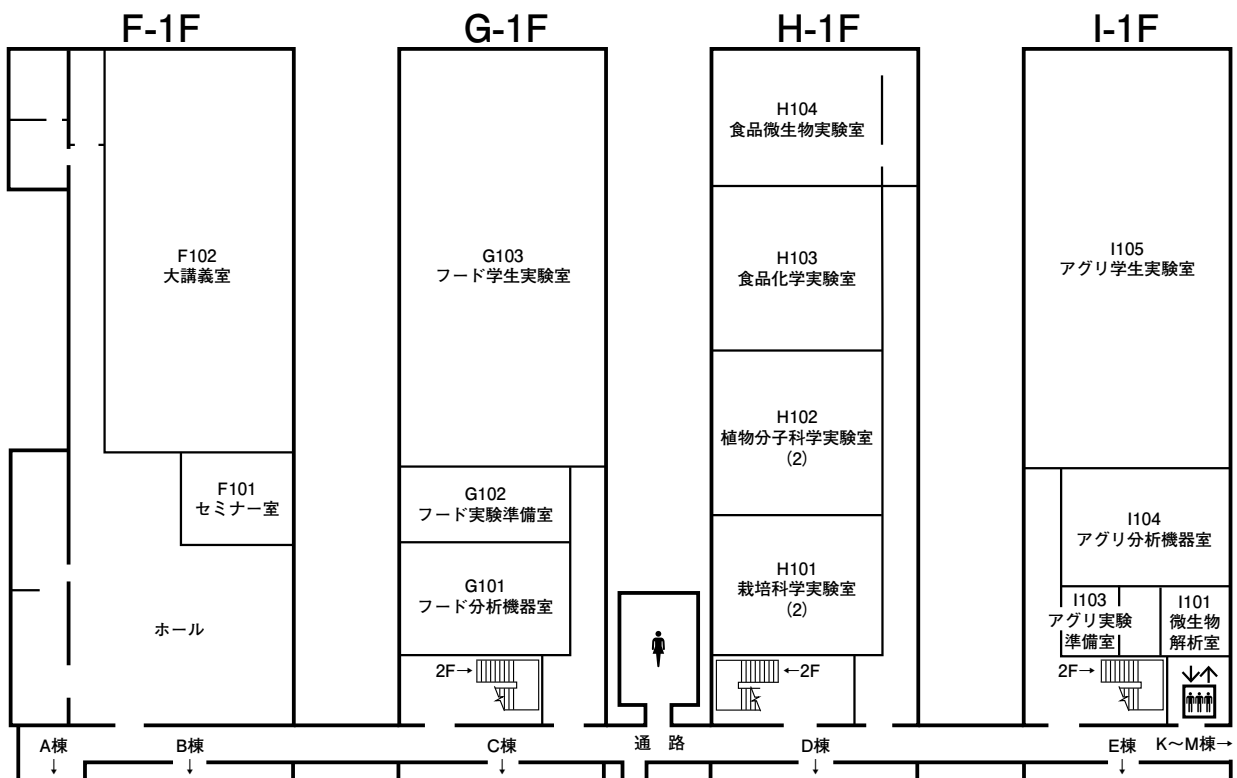 F-1F
G-1F
H-1F
I-1F
F102
大講義室
F101
セミナー室
ホール
G103
フード学生実験室
G102
フード実験準備室
G101
フード分析機器室
2F→
H104
食品微生物実験室
H103
食品化学実験室
H102
植物分子科学実験室
(2)
H101
栽培科学実験室
(2)
←2F
I105
アグリ学生実験室
I104
アグリ分析機器室
I103
アグリ実験
準備室
I101
微生物
解析室
2F→
A棟
↓
B棟
↓
C棟
↓
通 路
D棟
↓
E棟
↓
K〜M棟→